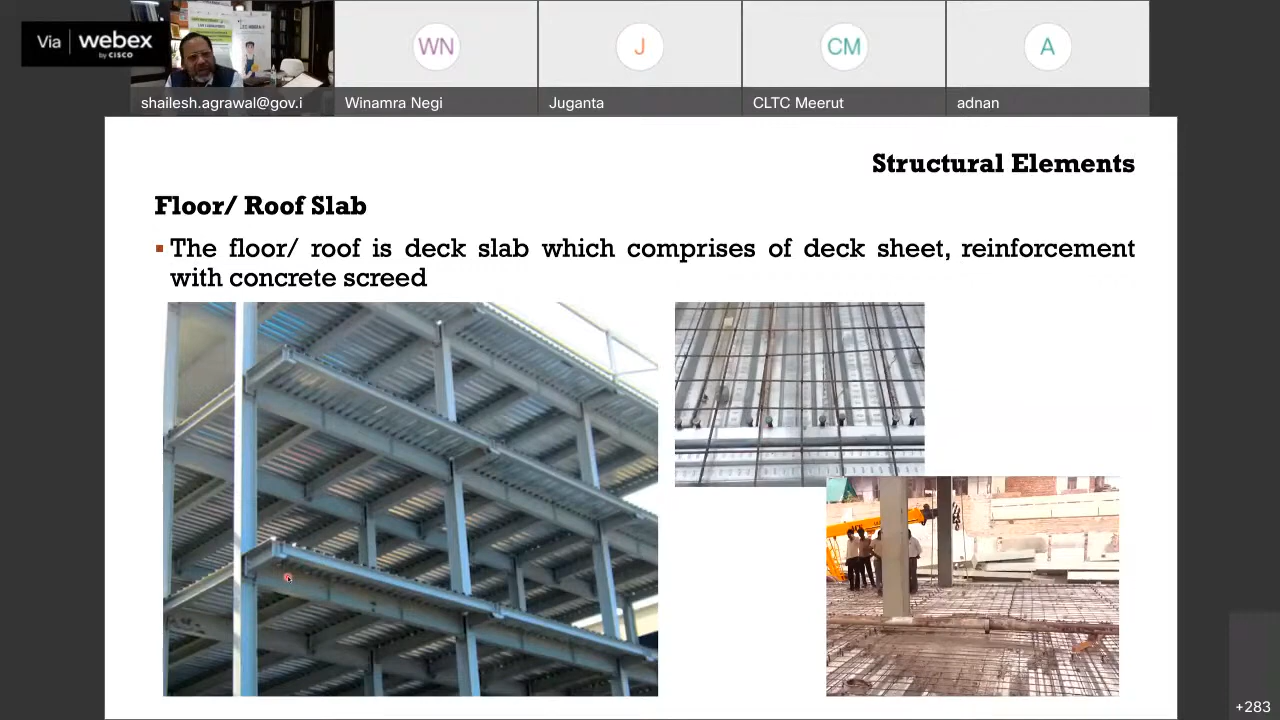 Via webex
by CISCO
WN
J
CM
A
shailesh.agrawal@gov.i
Winamra Negi
Juganta
CLTC Meerut
adnan
Structural Elements
Floor/ Roof Slab
▪ The floor/ roof is deck slab which comprises of deck sheet, reinforcement
with concrete screed
+283